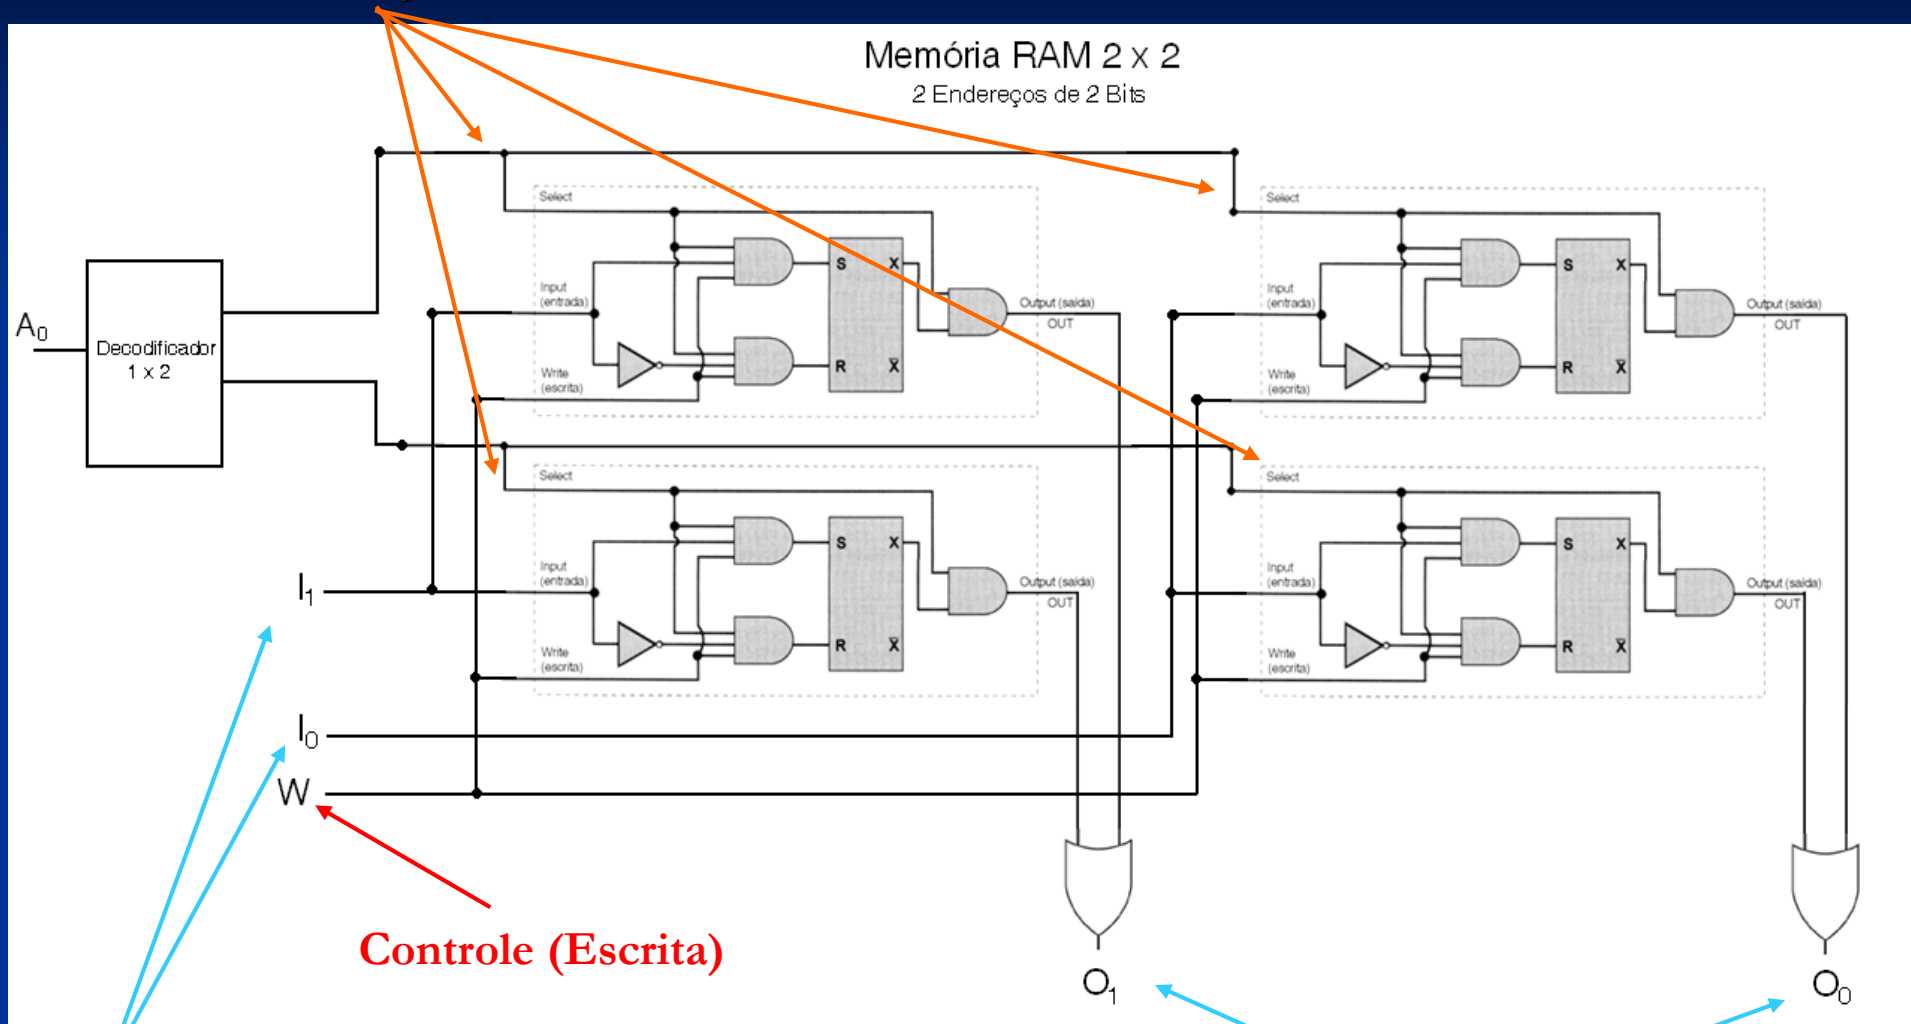 Memória RAM 2 x 2
2 Endereços de 2 Bits
A0
Decodificador
1 x 2
Select
Input
(entrada)
Write
(escrita)
S
X
R
X̅
Output (saída)
OUT
Select
Input
(entrada)
Write
(escrita)
S
X
R
X̅
Output (saída)
OUT
Select
Input
(entrada)
Write
(escrita)
S
X
R
X̅
Output (saída)
OUT
Select
Input
(entrada)
Write
(escrita)
S
X
R
X̅
Output (saída)
OUT
I1
I0
W
Controle (Escrita)
O1
O0